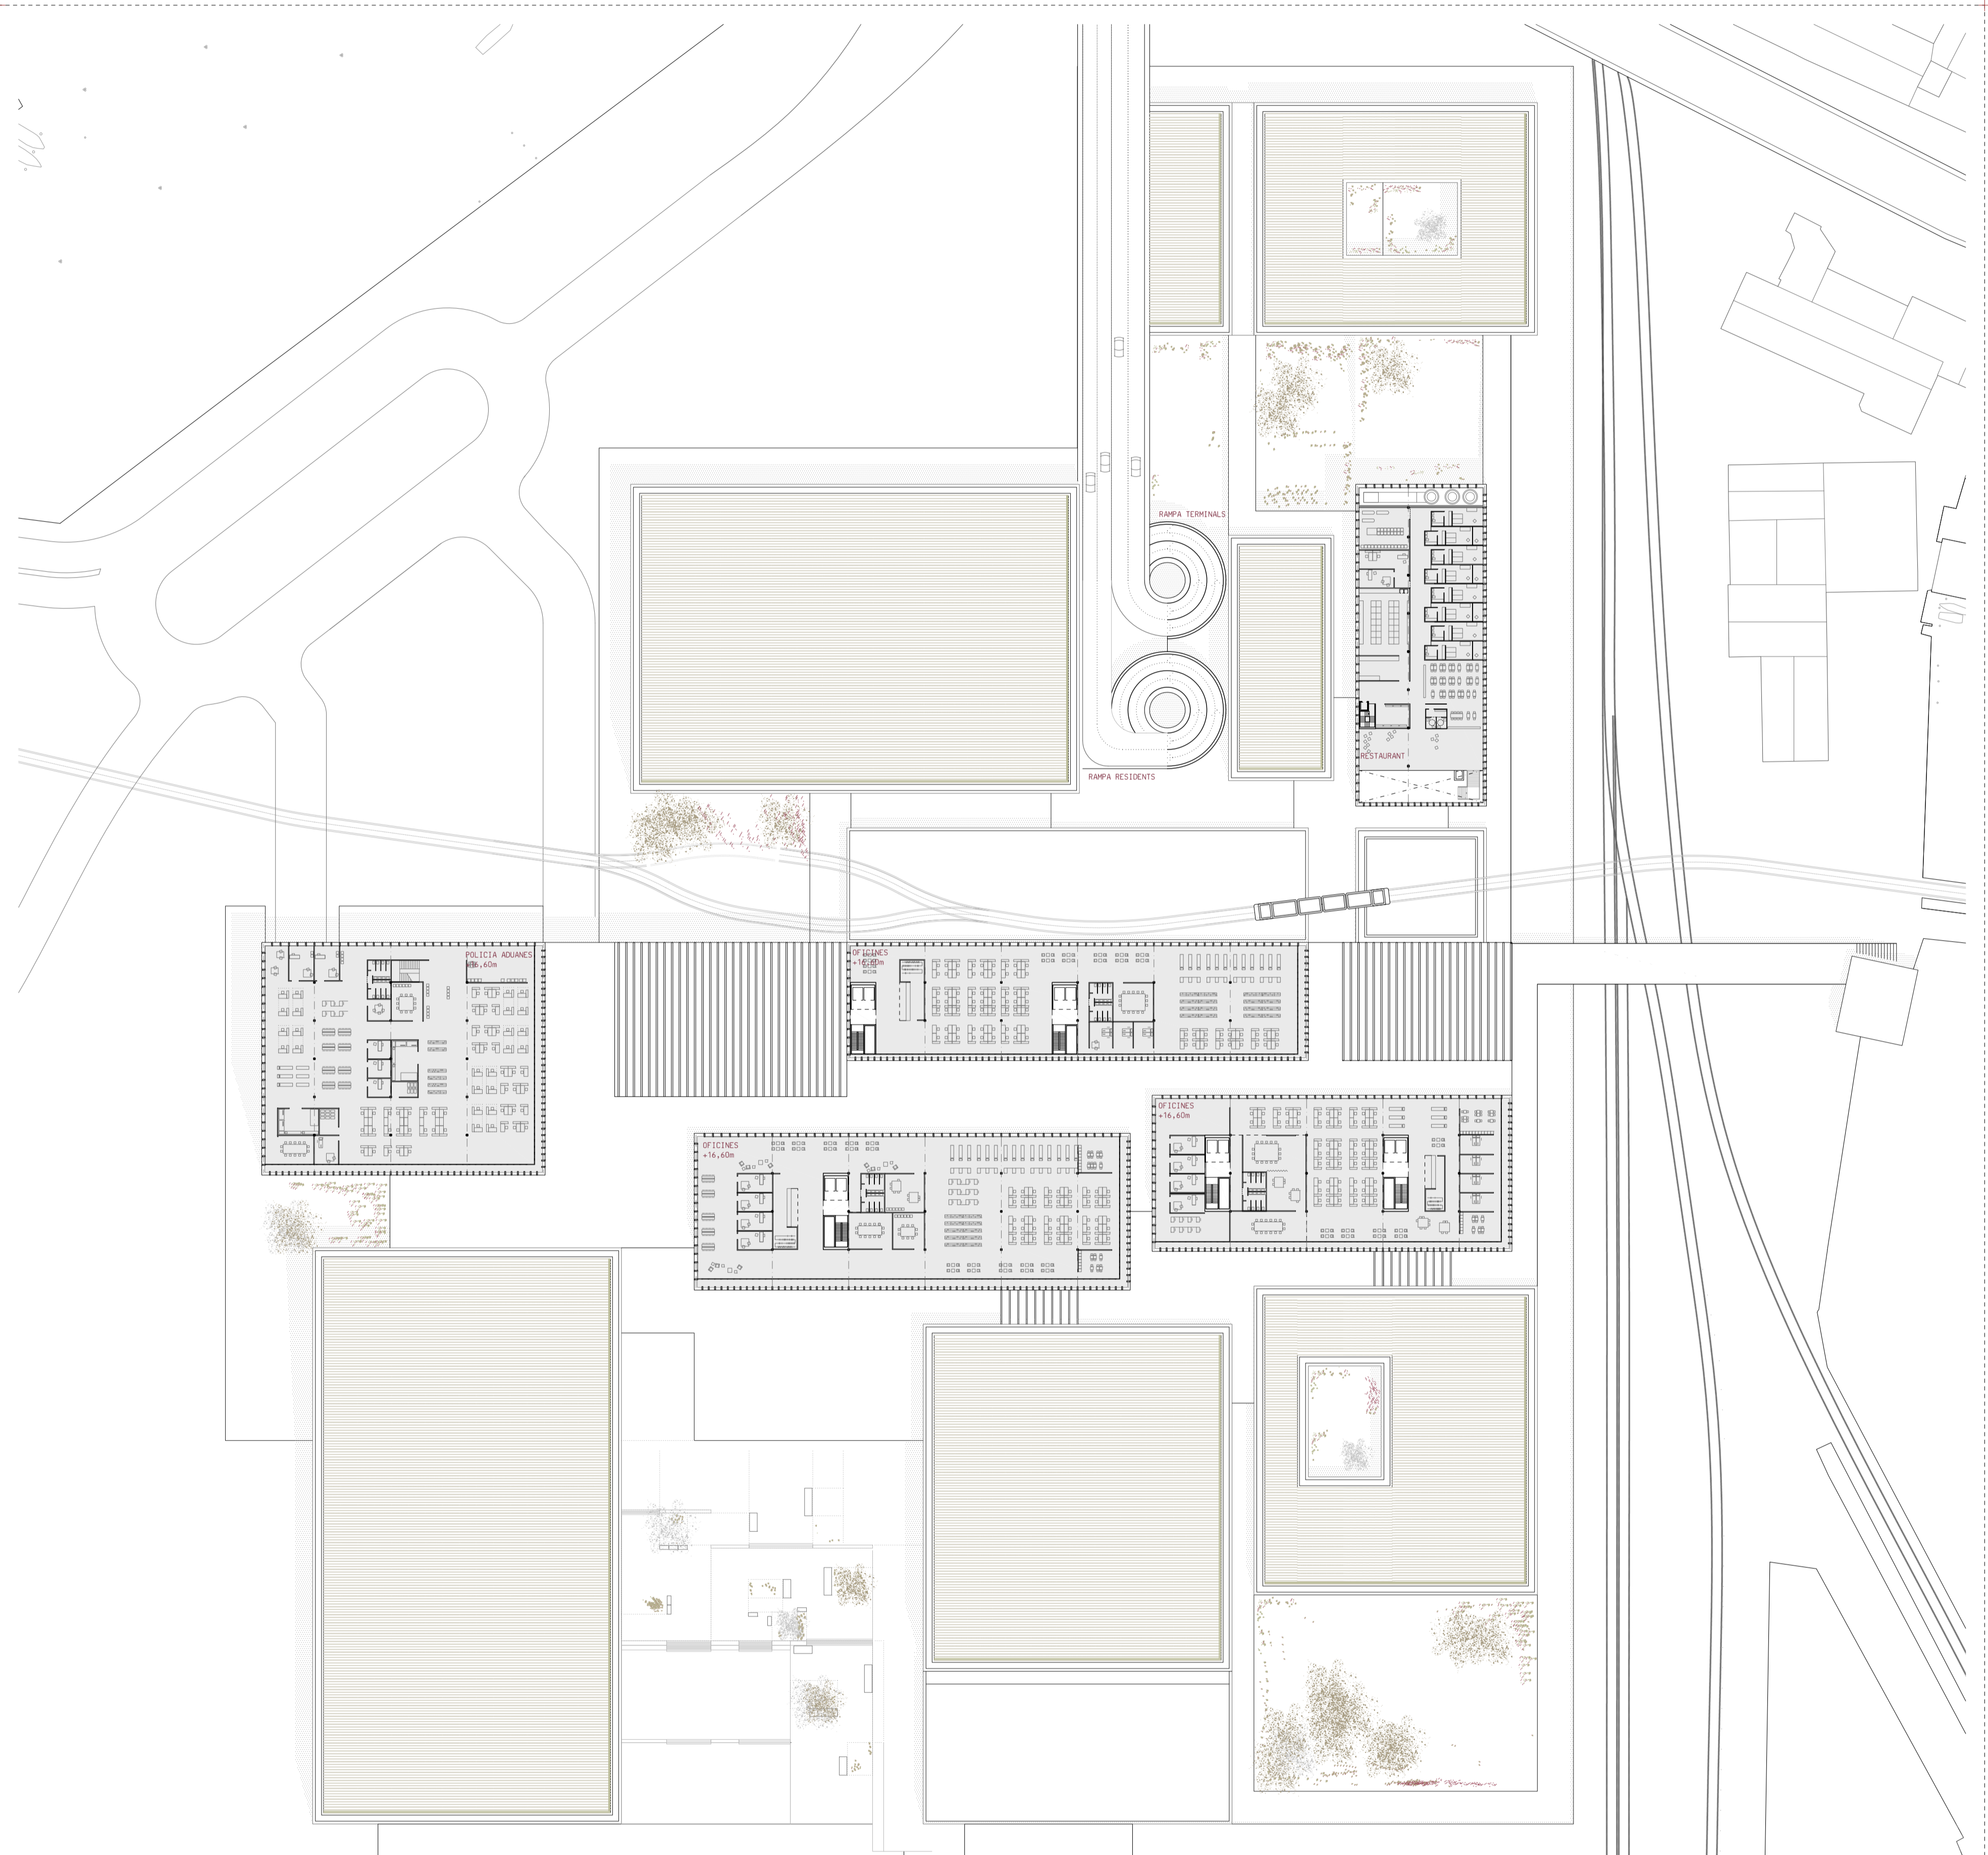 RAMPA TERMINALS
RESTAURANT
RAMPA RESIDENTS
POLICIA ADUANES
+16,60m
OFICINES
+16,60m
OFICINES
+16,60m
OFICINES
+16,60m